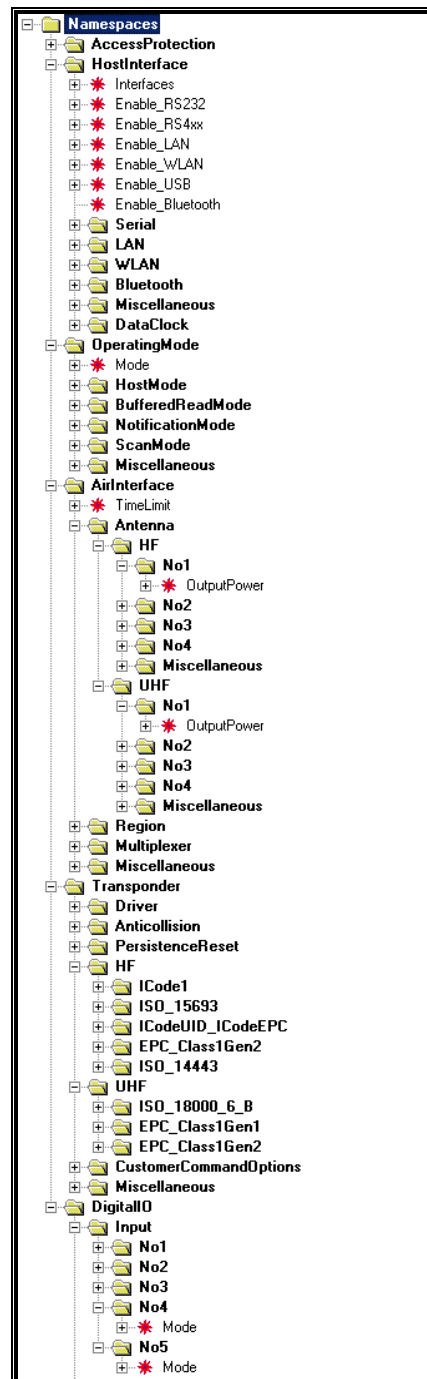 Namespaces
AccessProtection
HostInterface
Interfaces
Enable_RS232
Enable_RS4xx
Enable_LAN
Enable_WLAN
Enable_USB
Enable_Bluetooth
Serial
LAN
WLAN
Bluetooth
Miscellaneous
DataClock
OperatingMode
Mode
HostMode
BufferedReadMode
NotificationMode
ScanMode
Miscellaneous
AirInterface
TimeLimit
Antenna
HF
No1
OutputPower
No2
No3
No4
Miscellaneous
UHF
No1
OutputPower
No2
No3
No4
Miscellaneous
Region
Multiplexer
Miscellaneous
Transponder
Driver
Anticollision
PersistenceReset
HF
ICode1
ISO_15693
ICodeUID_ICodeEPC
EPC_Class1Gen2
ISO_14443
UHF
ISO_18000_6_B
EPC_Class1Gen1
EPC_Class1Gen2
CustomerCommandOptions
Miscellaneous
DigitalIO
Input
No1
No2
No3
No4
Mode
No5
Mode